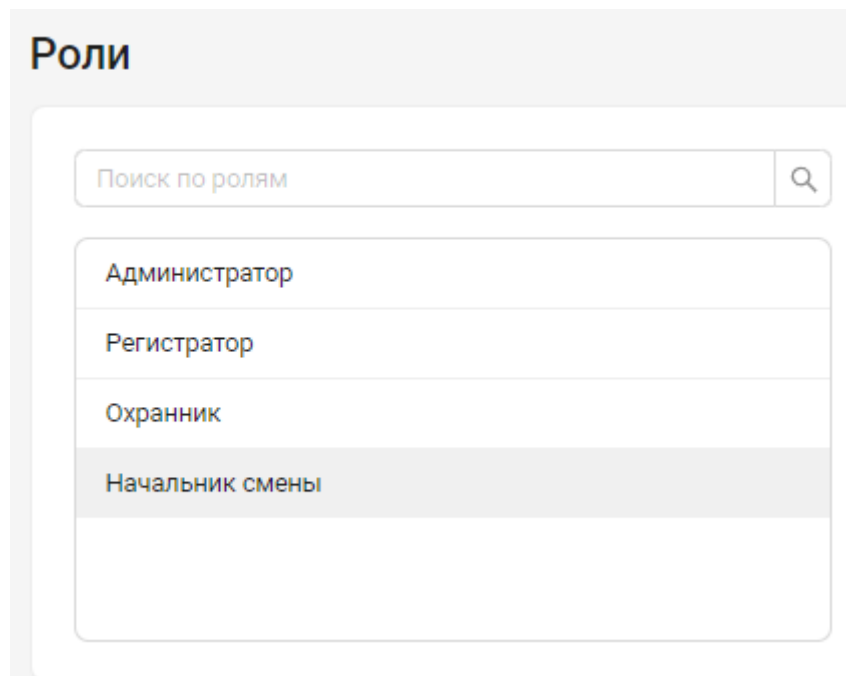 Роли
Поиск по ролям
Администратор
Регистратор
Охранник
Начальник смены